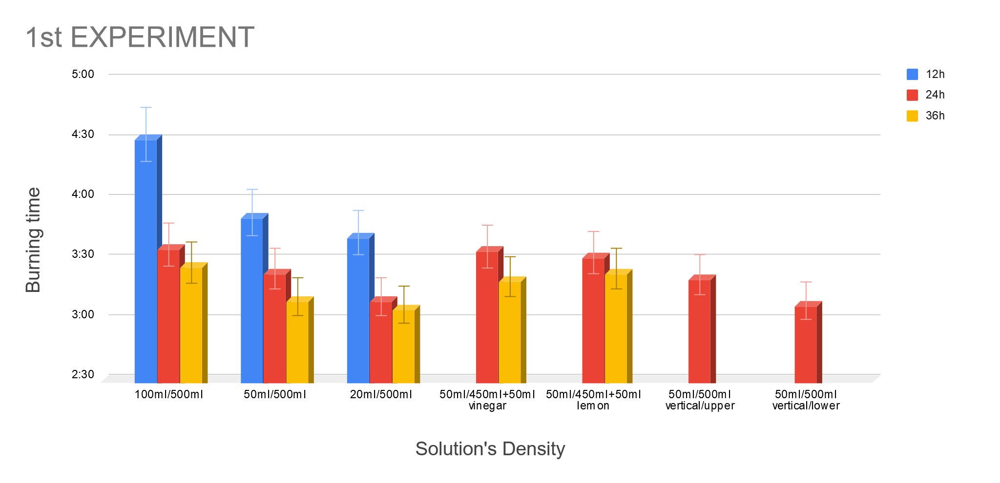 1st EXPERIMENT
5:00
4:30
4:00
3:30
3:00
2:30
Burning time
12h
24h
36h
100ml/500ml
50ml/500ml
20ml/500ml
50ml/450ml+50ml
vinegar
50ml/450ml+50ml
lemon
50ml/500ml
vertical/upper
50ml/500ml
vertical/lower
Solution's Density